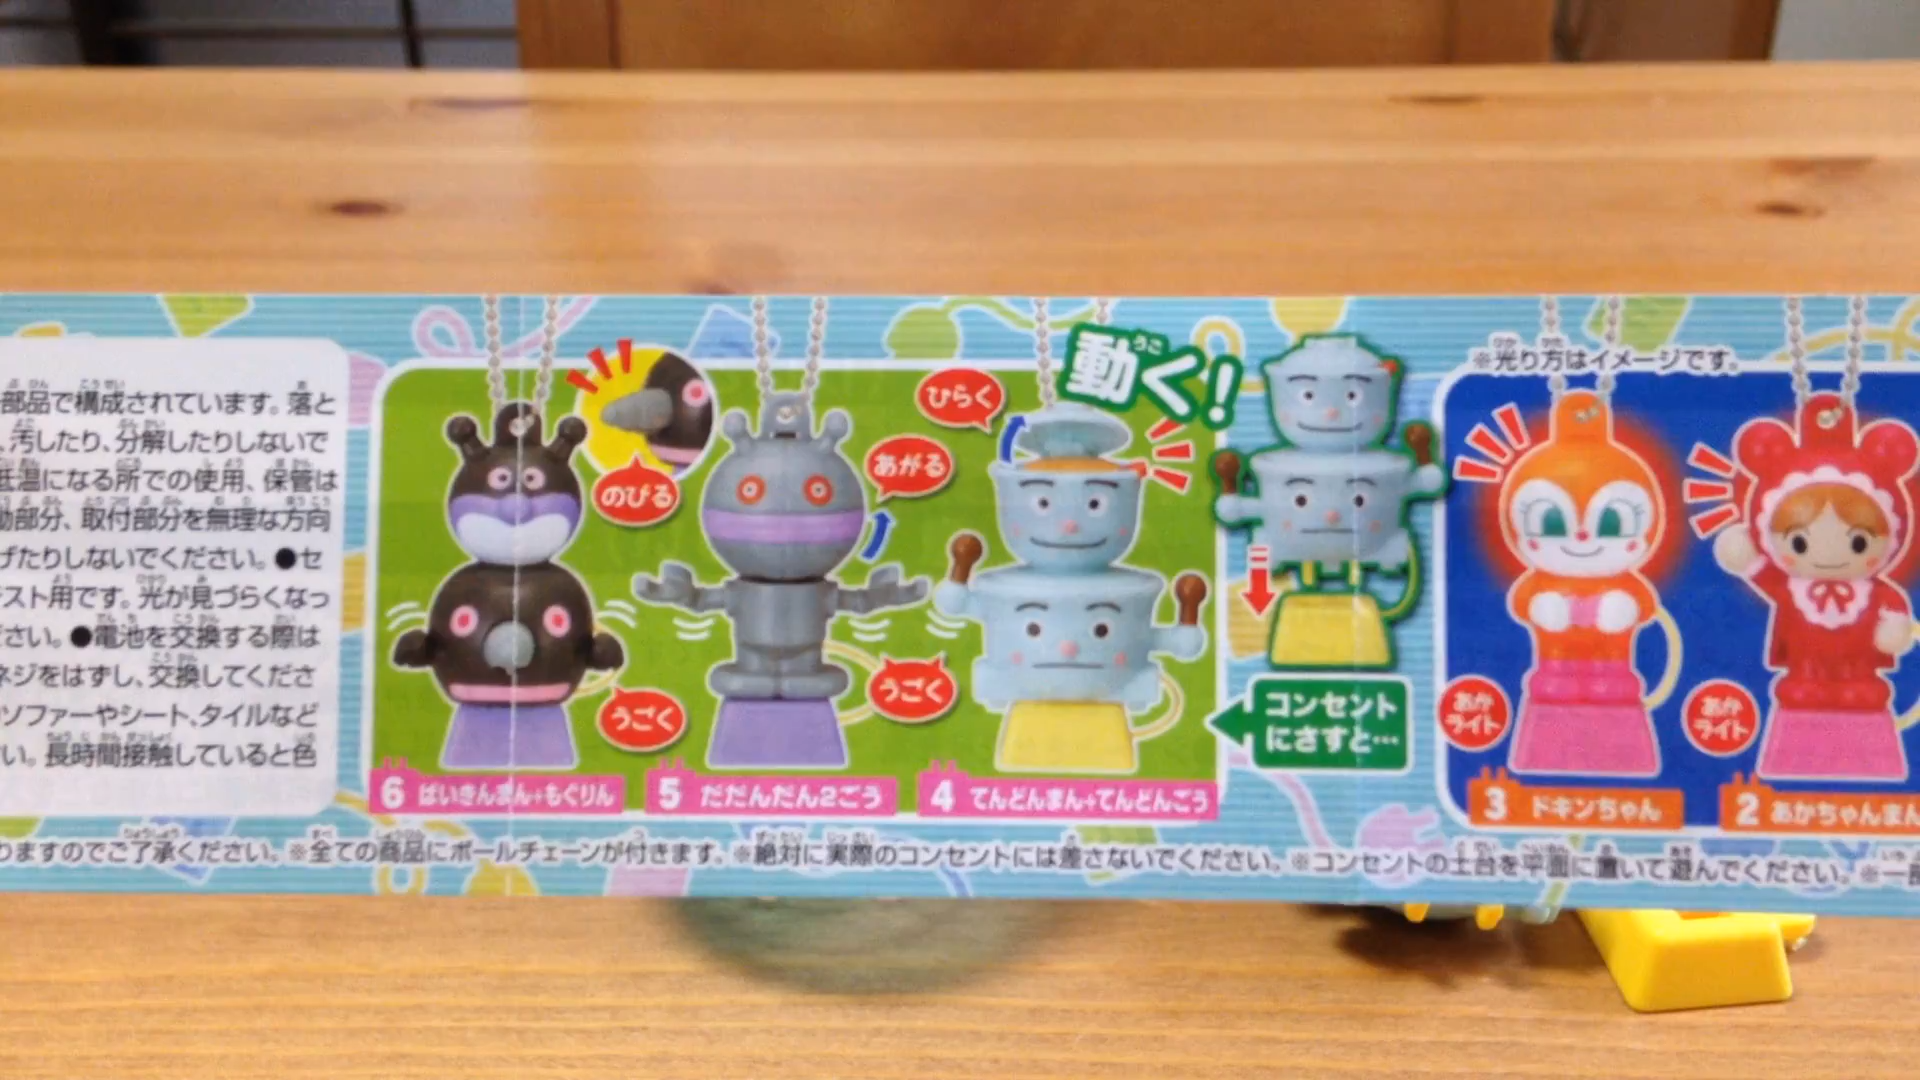 部品で構成されています。落と
、汚したり、分解したりしないで
低温になる所での使用、保管は
動部分、取付部分を無理な方向
げたりしないでください。●セ
テスト用です。光が見づらくなっ
ださい。●電池を交換する際は
ネジをはずし、交換してくださ
ソファーやシート、タイルなど
い。長時間接触していると色
のびる
うごく
6 ばいきんまん+もぐりん
あがる
うごく
5 だだんだん2ごう
ひらく
4 てんどんまん+てんどんごう
動く!
コンセント
にさすと…
※光り方はイメージです。
あか
ライト
3 ドキンちゃん
あか
ライト
2 あかちゃんまん
りますのでご了承ください。※全ての商品にボールチェーンが付きます。※絶対に実際のコンセントには差さないでください。※コンセントの土台を平面に置いて遊んでください。※一部